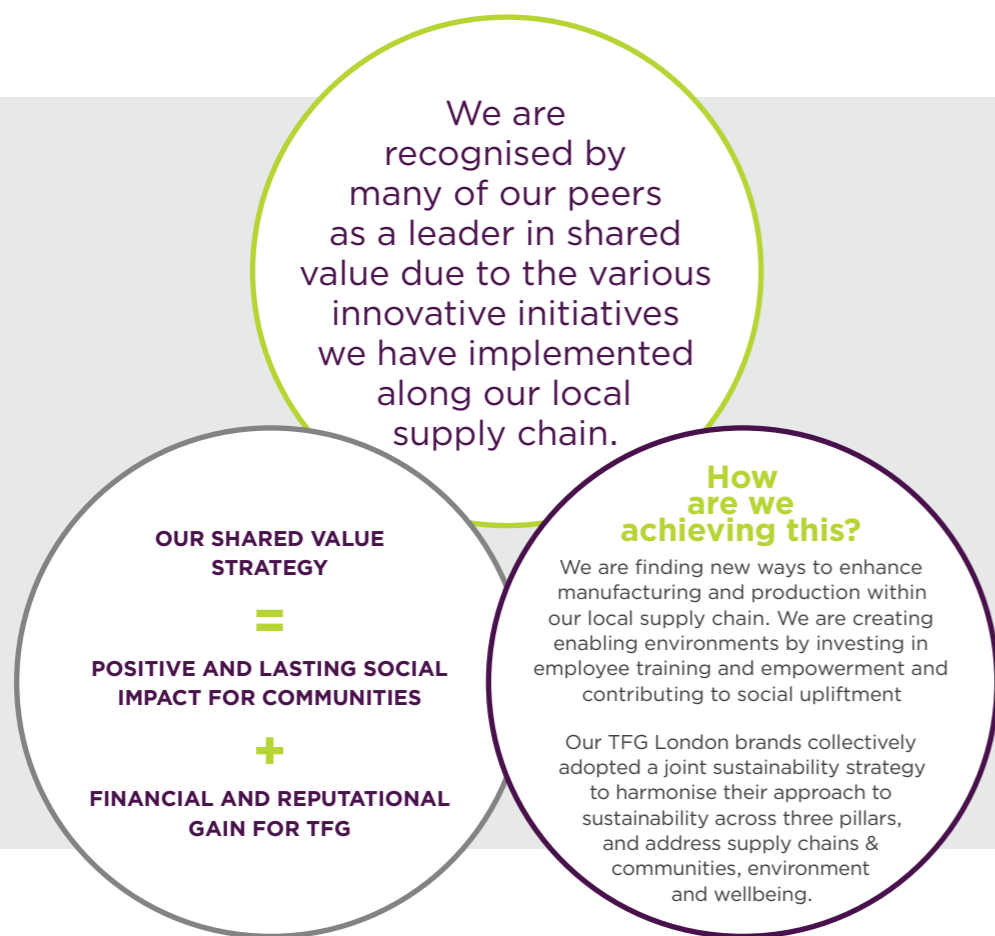 We are
recognised by
many of our peers
as a leader in shared
value due to the various
innovative initiatives
we have implemented
along our local
supply chain.
OUR SHARED VALUE
STRATEGY
=
POSITIVE AND LASTING SOCIAL
IMPACT FOR COMMUNITIES
+
FINANCIAL AND REPUTATIONAL
GAIN FOR TFG
How
are we
achieving this?
We are finding new ways to enhance
manufacturing and production within
our local supply chain. We are creating
enabling environments by investing in
employee training and empowerment and
contributing to social upliftment
Our TFG London brands collectively
adopted a joint sustainability strategy
to harmonise their approach to
sustainability across three pillars,
and address supply chains &
communities, environment
and wellbeing.